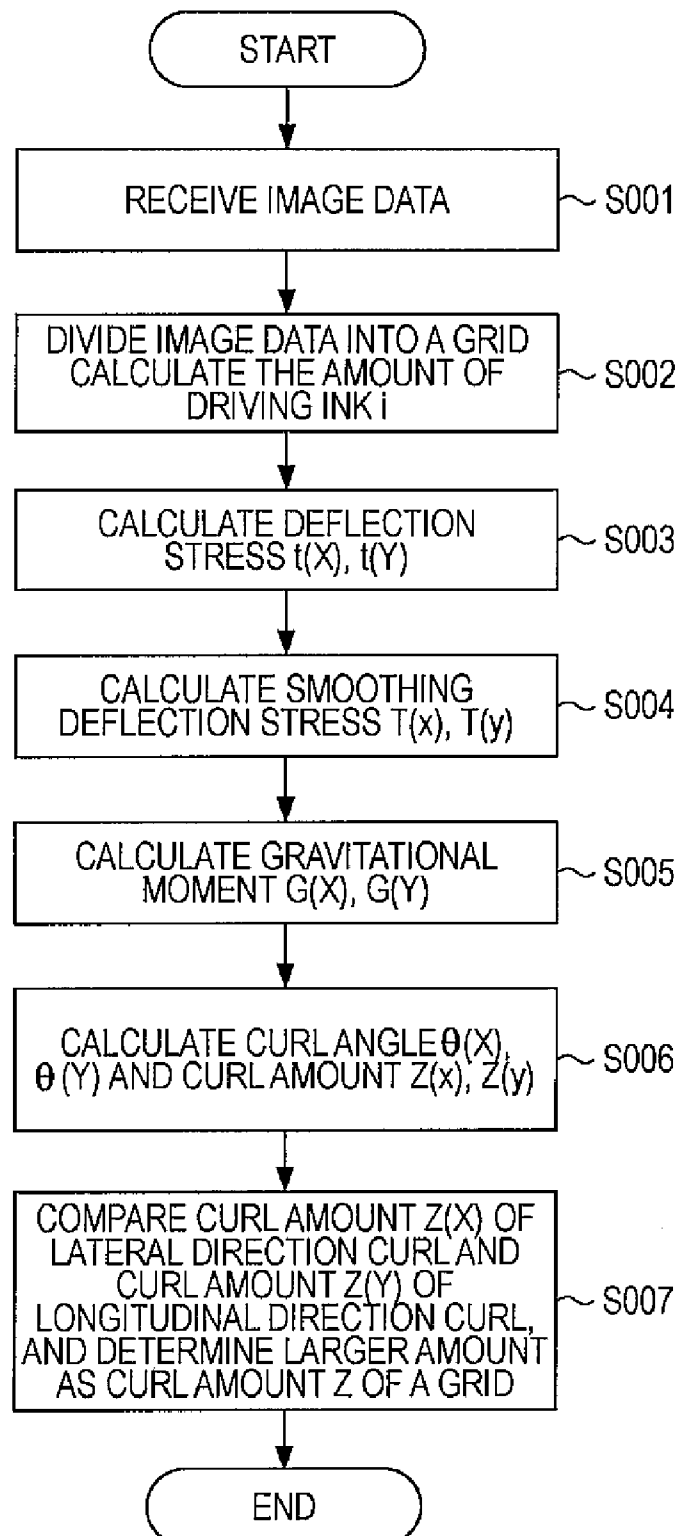 START
RECEIVE IMAGE DATA
S001
DIVIDE IMAGE DATA INTO A GRID
CALCULATE THE AMOUNT OF
DRIVING INK i
S002
CALCULATE DEFLECTION
STRESS t(X), t(Y)
S003
CALCULATE SMOOTHING
DEFLECTION STRESS T(x), T(y)
S004
CALCULATE GRAVITATIONAL
MOMENT G(X), G(Y)
S005
CALCULATE CURL ANGLE θ(X),
θ(Y) AND CURL AMOUNT Z(x), Z(y)
S006
COMPARE CURL AMOUNT Z(X) OF
LATERAL DIRECTION CURL AND
CURL AMOUNT Z(Y) OF
LONGITUDINAL DIRECTION CURL,
AND DETERMINE LARGER AMOUNT
AS CURL AMOUNT Z OF A GRID
S007
END